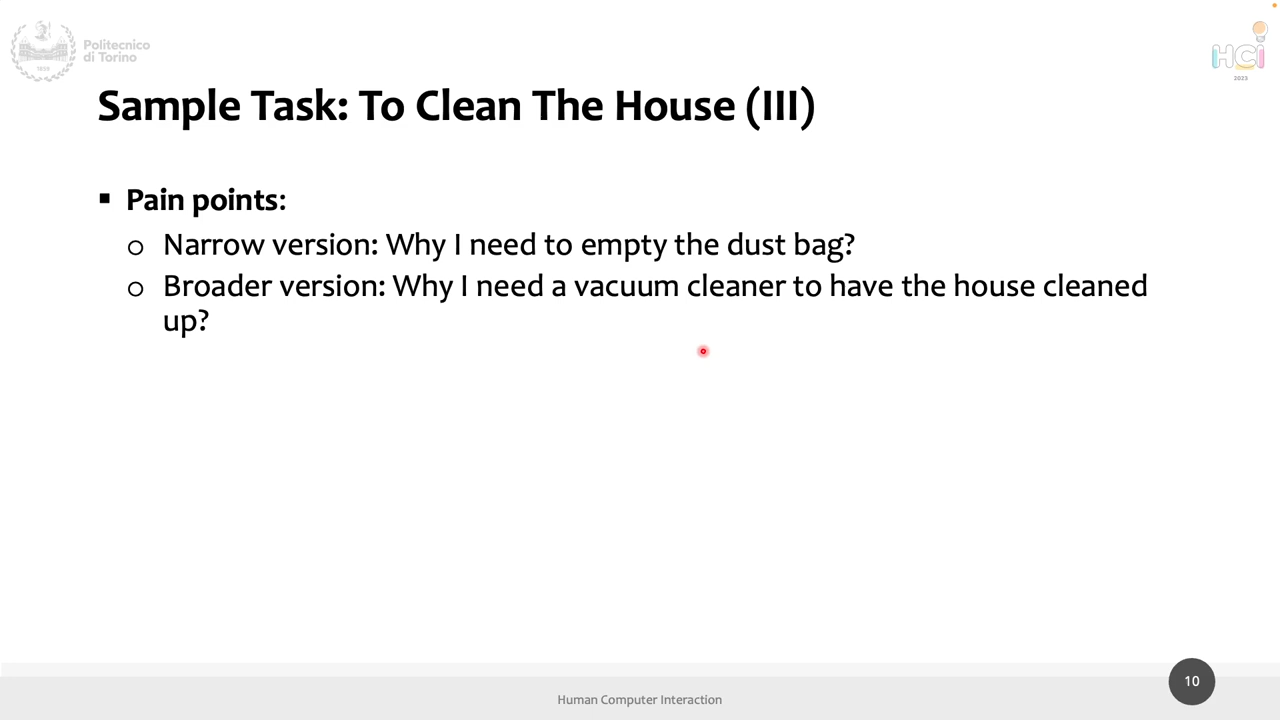 Politecnico
di Torino
1859
HCI
2023
Sample Task: To Clean The House (III)
▪ Pain points:
o Narrow version: Why I need to empty the dust bag?
o Broader version: Why I need a vacuum cleaner to have the house cleaned
up?
10
Human Computer Interaction